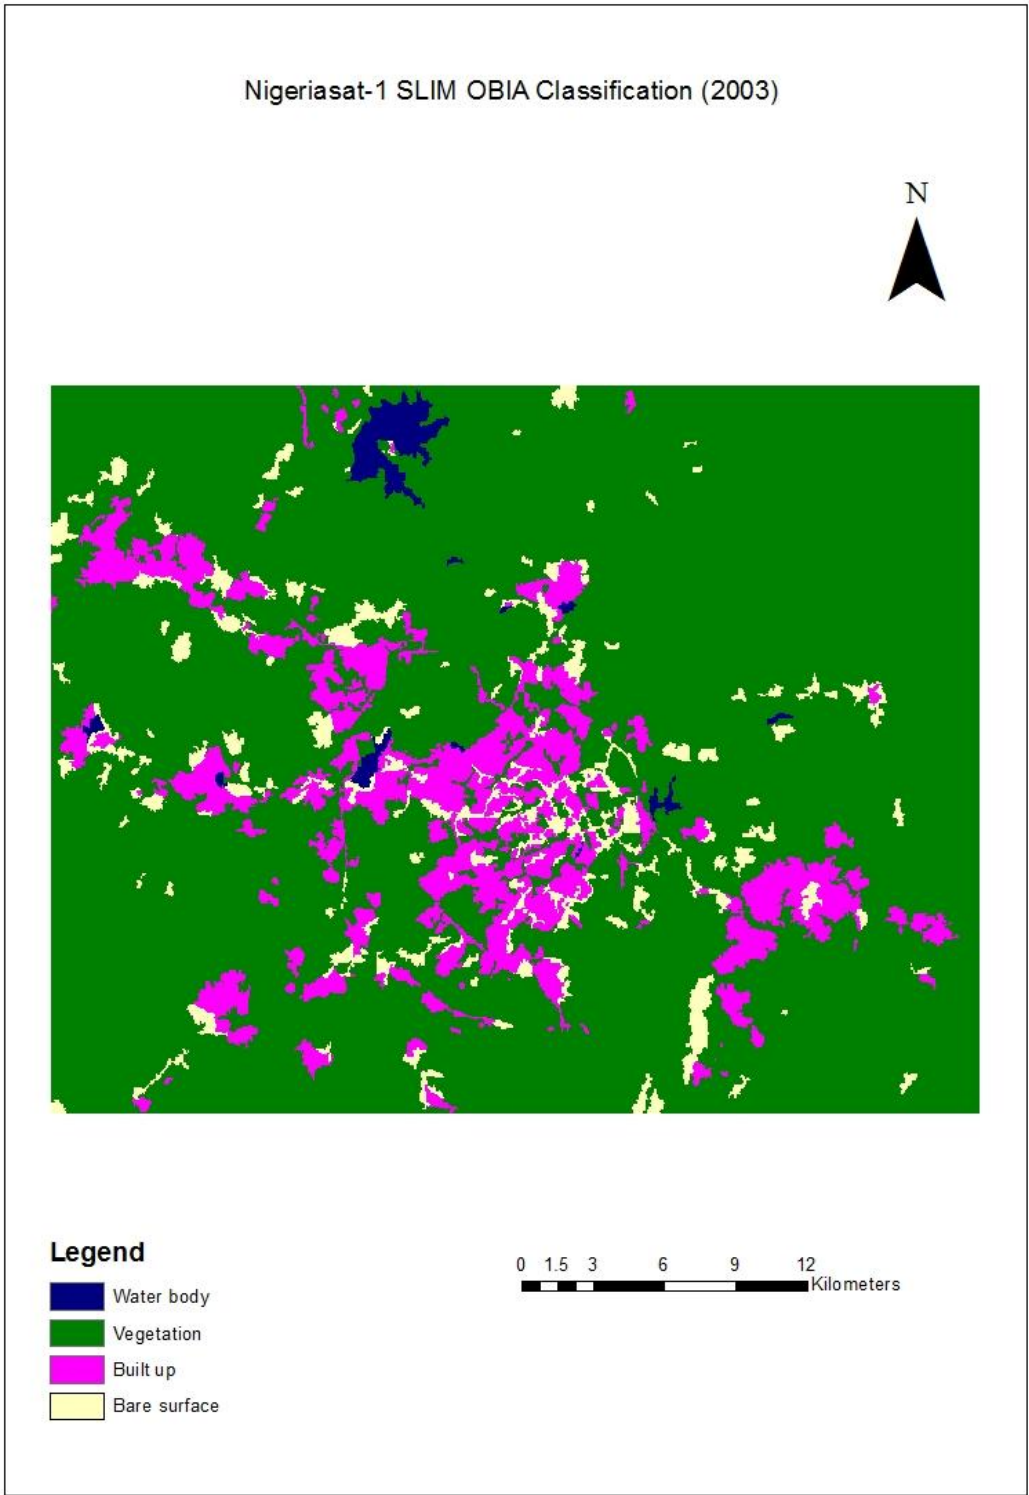 Nigeriasat-1 SLIM OBIA Classification (2003)
N
Legend
Water body
Vegetation
Built up
Bare surface
0 1.5 3 6 9 12
Kilometers